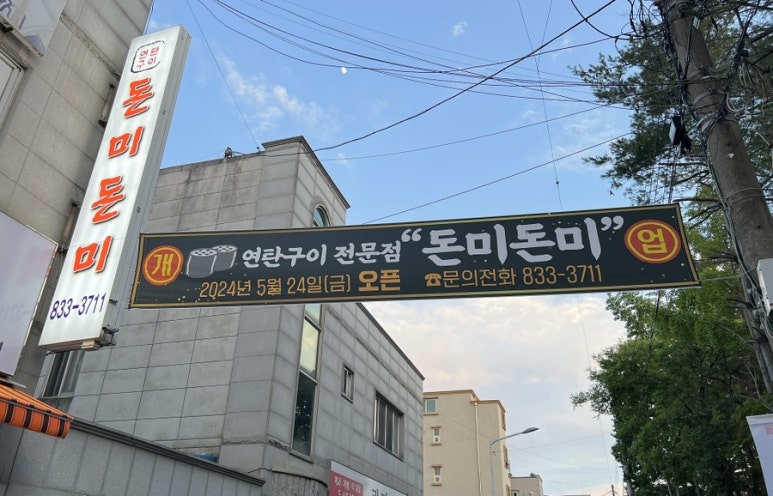 연탄
구이
돈미돈미
833-3711
개 연탄구이 전문점 "돈미돈미" 업
2024년 5월 24일(금) 오픈 ☎문의전화 833-3711